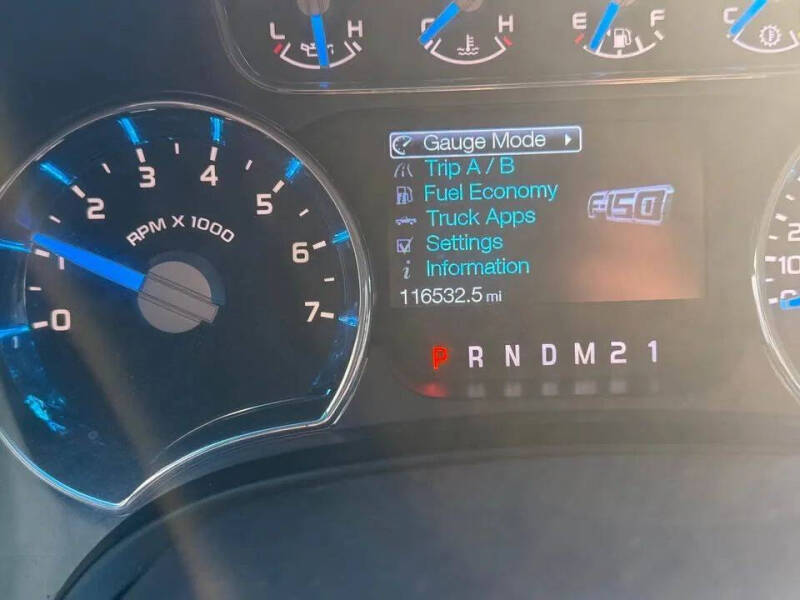 L H
C H
E F
C
0 1 2 3 4 5 6 7
RPM X 1000
Gauge Mode
Trip A / B
Fuel Economy
Truck Apps
Settings
Information
F-150
116532.5 mi
P R N D M 2 1